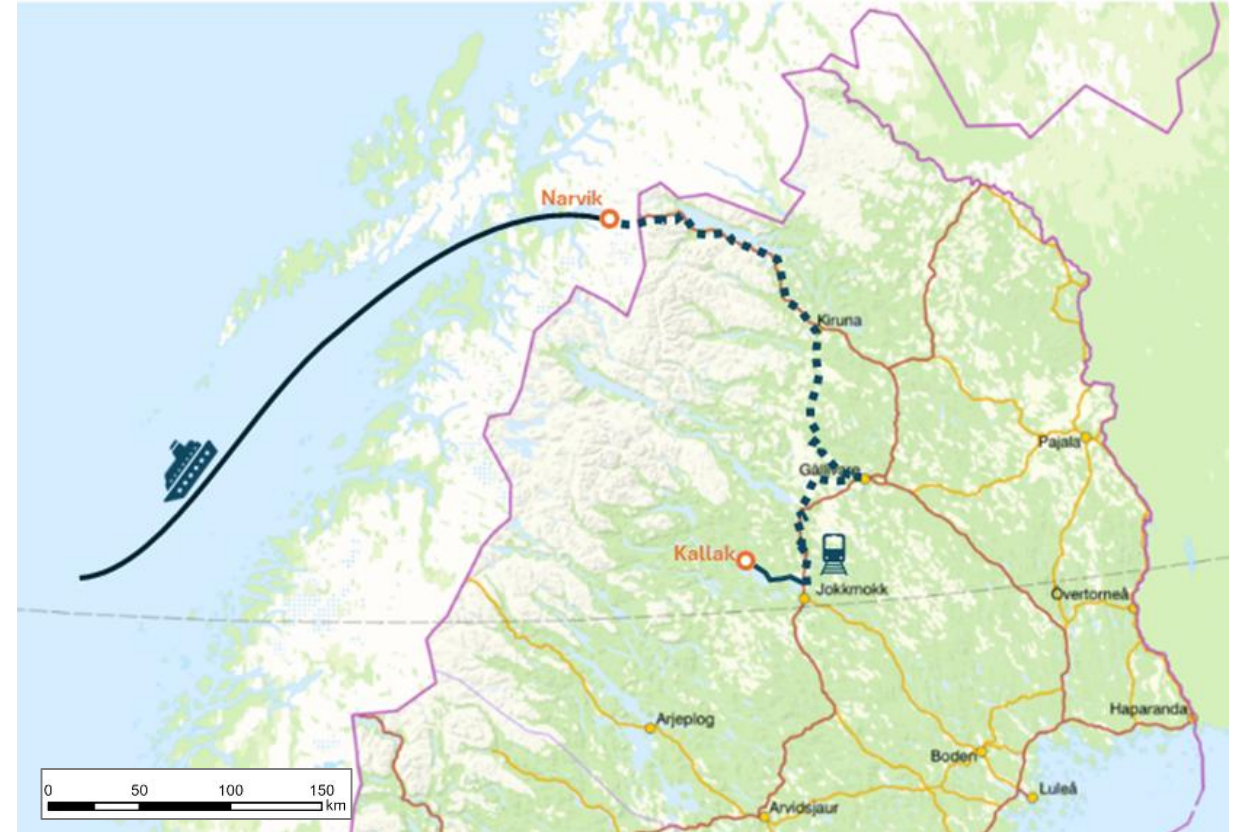 Narvik
Kiruna
Pajala
Gällivare
Kallak
Jokkmokk
Övertorneå
Haparanda
Arjeplog
Boden
Luleå
Arvidsjaur
0 50 100 150
km